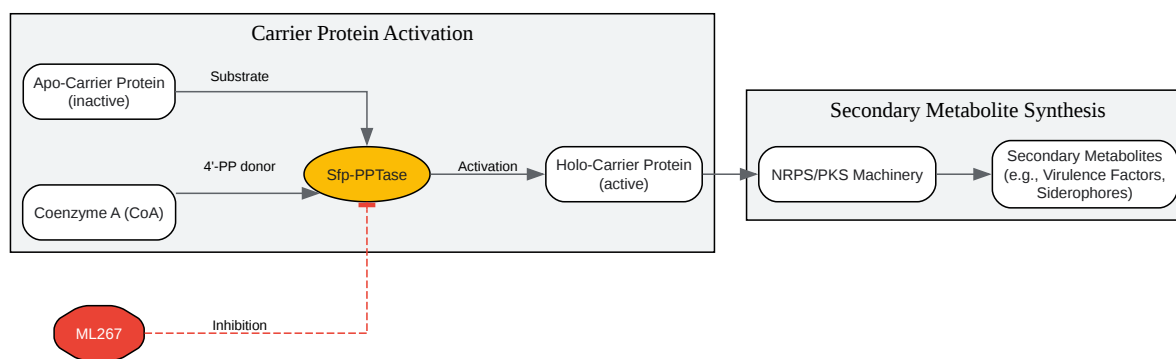 Carrier Protein Activation
Apo-Carrier Protein
(inactive)
Substrate
4'-PP donor
Coenzyme A (CoA)
Sfp-PPTase
Activation
Holo-Carrier Protein
(active)
Secondary Metabolite Synthesis
NRPS/PKS Machinery
Secondary Metabolites
(e.g., Virulence Factors,
Siderophores)
ML267
Inhibition